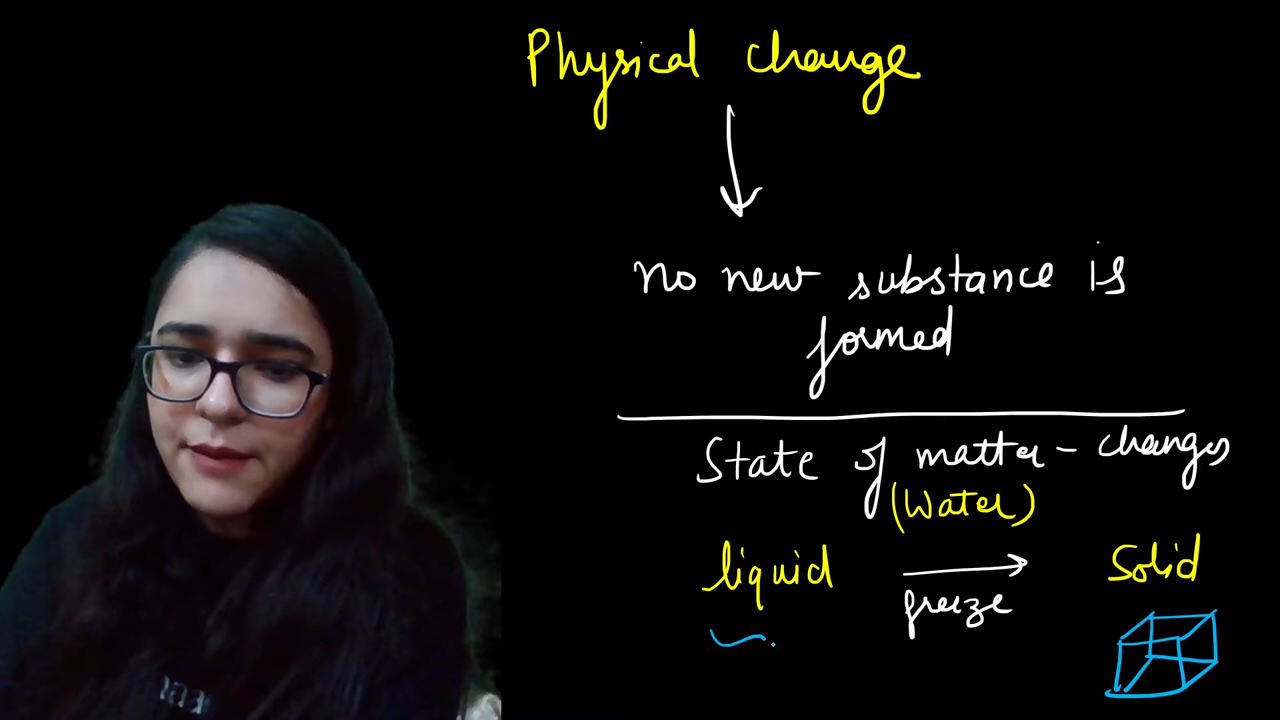 Physical change
no new substance is
formed
State of matter - changes
(Water)
liquid → Solid
freeze